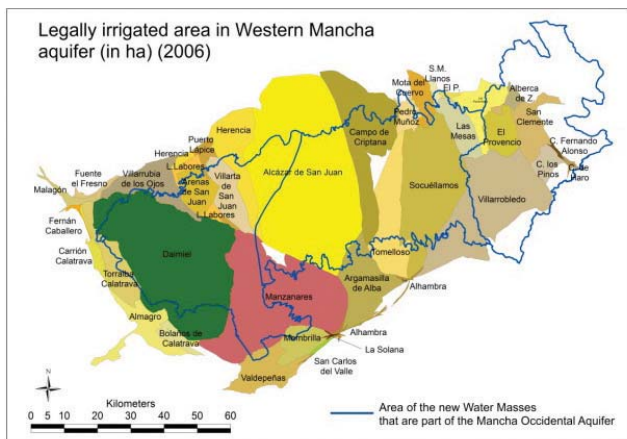 Legally irrigated area in Western Mancha
aquifer (in ha) (2006)
Mota del
Cuervo
S.M.
Llanos
El P.
Alberca
de Z.
Pedro
Muñoz
San
Clemente
Herencia
Puerto
Lápice
Herencia
Campo de
Criptana
Las
Mesas
El
Provencio
C. Fernando
Alonso
L.Labores
Villarrubia
de los Ojos
Arenas
de San
Juan
Villarta
de
San Juan
L. Labores
Fuente
el Fresno
Malagón
Alcázar de San Juan
C. los
Pinos
C. de
Haro
Socuéllamos
Villarrobledo
Fernán
Caballero
Carrión
Calatrava
Daimiel
Tomelloso
Torralba
Calatrava
Argamasilla
de Alba
Alhambra
Manzanares
Almagro
Bolaños de
Calatrava
Membrilla
Alhambra
La Solana
San Carlos
del Valle
Valdepeñas
N
Kilometers
0 5 10 20 30 40 50 60
Area of the new Water Masses
that are part of the Mancha Occidental Aquifer